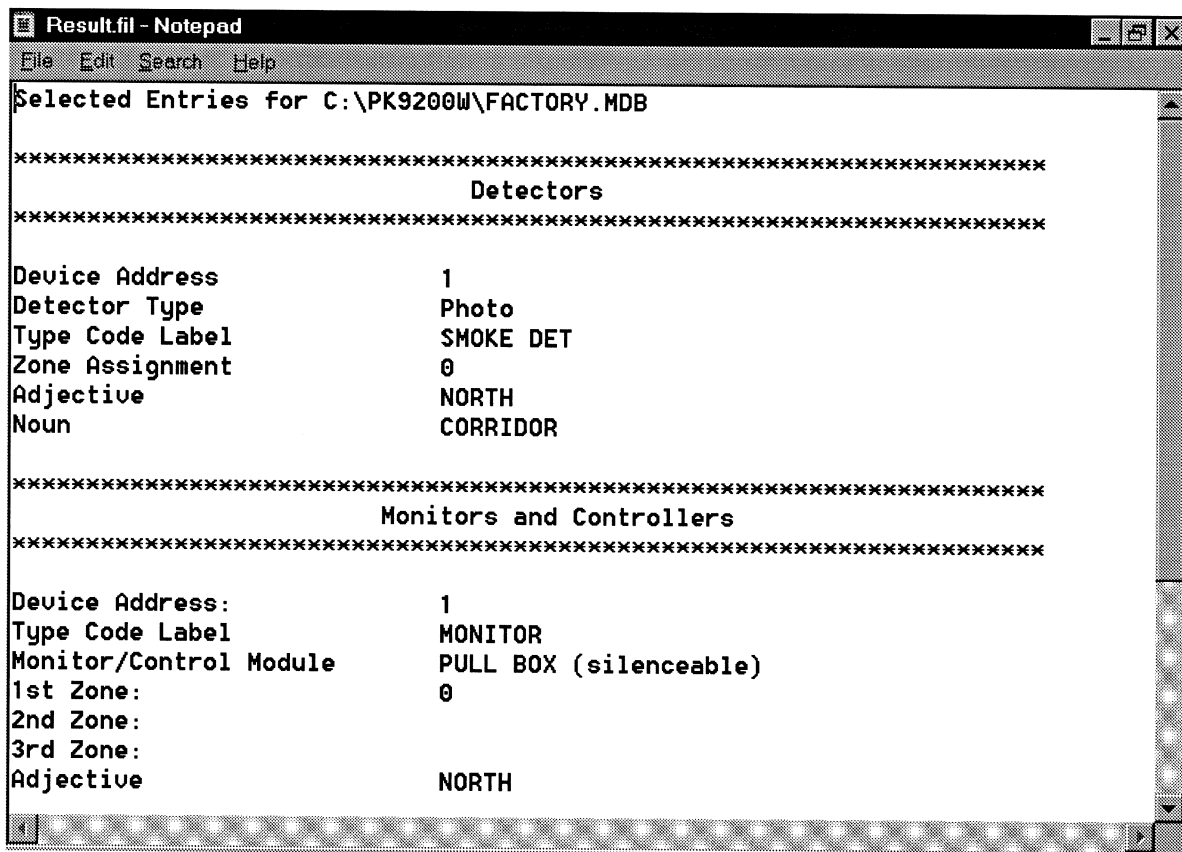 Result.fil - Notepad
File Edit Search Help
Selected Entries for C:\PK9200W\FACTORY.MDB
***********************************************************************
Detectors
***********************************************************************
Device Address 1
Detector Type Photo
Type Code Label SMOKE DET
Zone Assignment 0
Adjective NORTH
Noun CORRIDOR
***********************************************************************
Monitors and Controllers
***********************************************************************
Device Address: 1
Type Code Label MONITOR
Monitor/Control Module PULL BOX (silenceable)
1st Zone: 0
2nd Zone:
3rd Zone:
Adjective NORTH